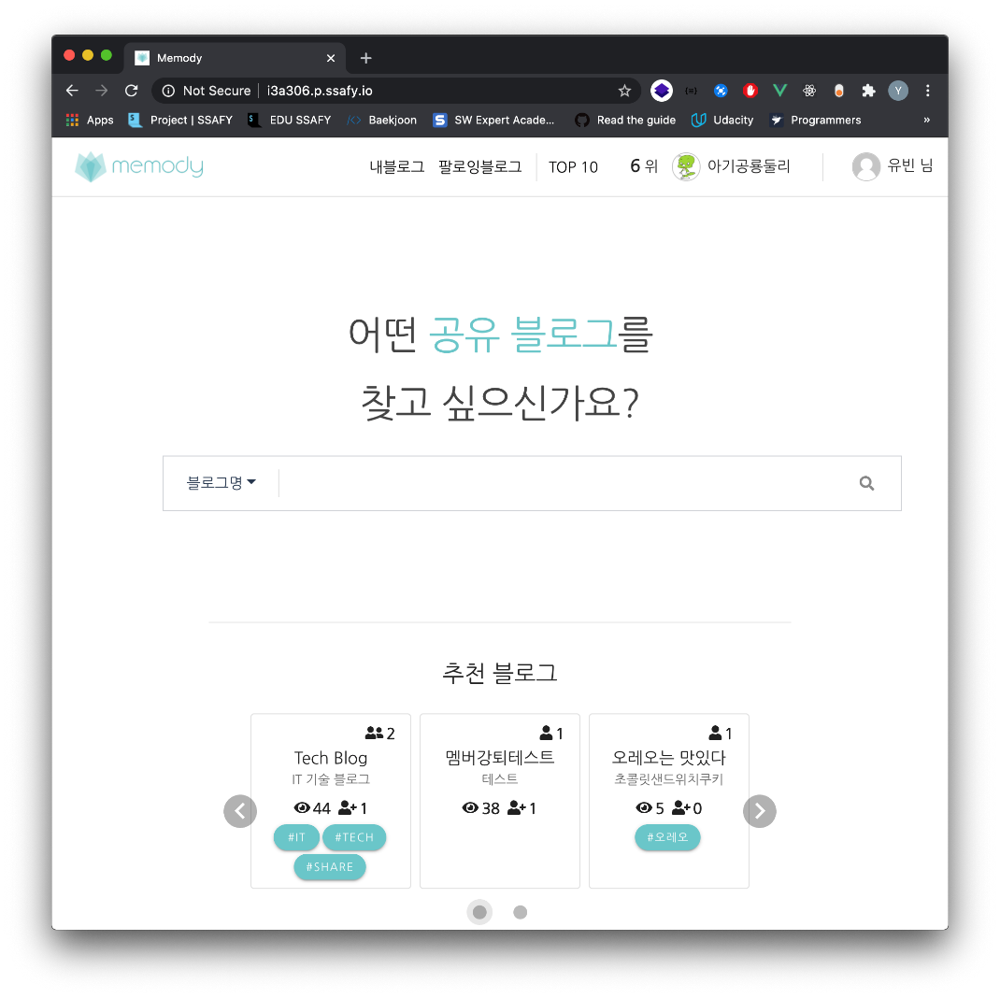 Memody
Not Secure i3a306.p.ssafy.io
Y
Apps Project | SSAFY EDU SSAFY Baekjoon SW Expert Acade... Read the guide Udacity Programmers »
memody 내블로그 팔로잉블로그 TOP 10 6 위 아기공룡둘리 유빈 님
어떤 공유 블로그를
찾고 싶으신가요?
블로그명
추천 블로그
2
Tech Blog
IT 기술 블로그
44 1
#IT #TECH
#SHARE
1
멤버강퇴테스트
테스트
38 1
1
오레오는 맛있다
초콜릿샌드위치쿠키
5 0
#오레오